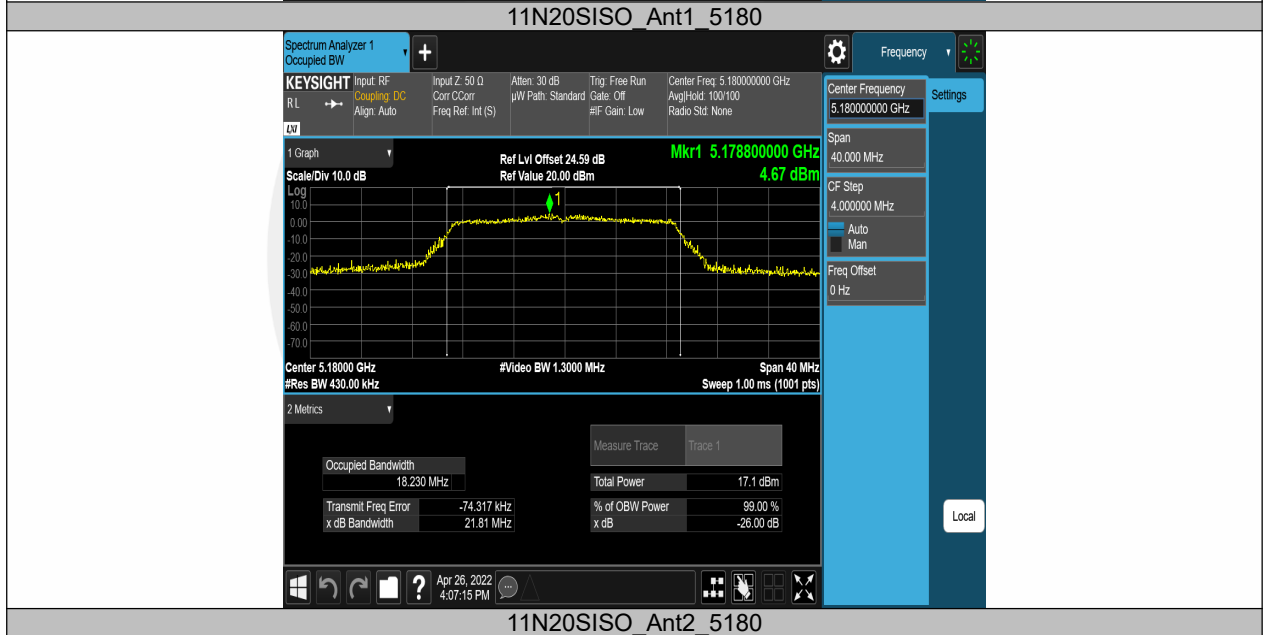 11N20SISO_Ant1_5180
Spectrum Analyzer 1
Occupied BW
+
Frequency
KEYSIGHT
RL
LXI
Input: RF
Coupling: DC
Align: Auto
Input Z: 50 Ω
Corr CCorr
Freq Ref: Int (S)
Atten: 30 dB
µW Path: Standard
Trig: Free Run
Gate: Off
#IF Gain: Low
Center Freq: 5.180000000 GHz
Avg|Hold: 100/100
Radio Std: None
Center Frequency
5.180000000 GHz
Settings
Span
40.000 MHz
CF Step
4.000000 MHz
Auto
Man
Freq Offset
0 Hz
Local
1 Graph
Ref Lvl Offset 24.59 dB
Mkr1 5.178800000 GHz
Scale/Div 10.0 dB
Ref Value 20.00 dBm
4.67 dBm
Log
1
10.0
0.00
-10.0
-20.0
-30.0
-40.0
-50.0
-60.0
-70.0
Center 5.18000 GHz
#Video BW 1.3000 MHz
Span 40 MHz
#Res BW 430.00 kHz
Sweep 1.00 ms (1001 pts)
2 Metrics
Measure Trace Trace 1
Occupied Bandwidth
18.230 MHz
Total Power 17.1 dBm
Transmit Freq Error -74.317 kHz
% of OBW Power 99.00 %
x dB Bandwidth 21.81 MHz
x dB -26.00 dB
?
Apr 26, 2022
4:07:15 PM
11N20SISO_Ant2_5180